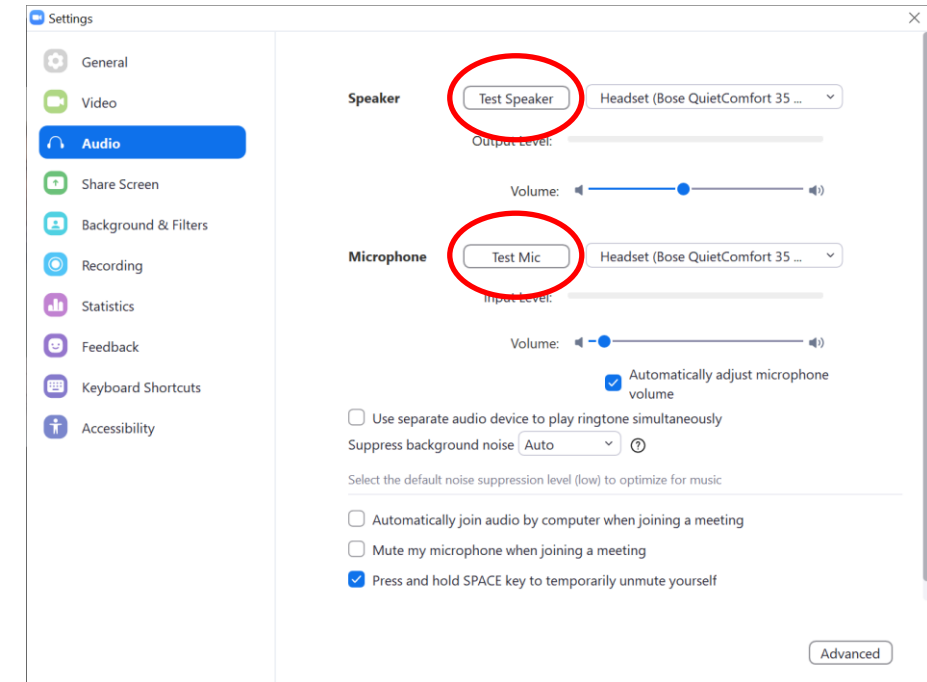 Settings
General
Video
Audio
Share Screen
Background & Filters
Recording
Statistics
Feedback
Keyboard Shortcuts
Accessibility
Speaker Test Speaker Headset (Bose QuietComfort 35 ...
Output Level:
Volume:
Microphone Test Mic Headset (Bose QuietComfort 35 ...
Input Level:
Volume:
Automatically adjust microphone
volume
Use separate audio device to play ringtone simultaneously
Suppress background noise Auto ?
Select the default noise suppression level (low) to optimize for music
Automatically join audio by computer when joining a meeting
Mute my microphone when joining a meeting
Press and hold SPACE key to temporarily unmute yourself
Advanced